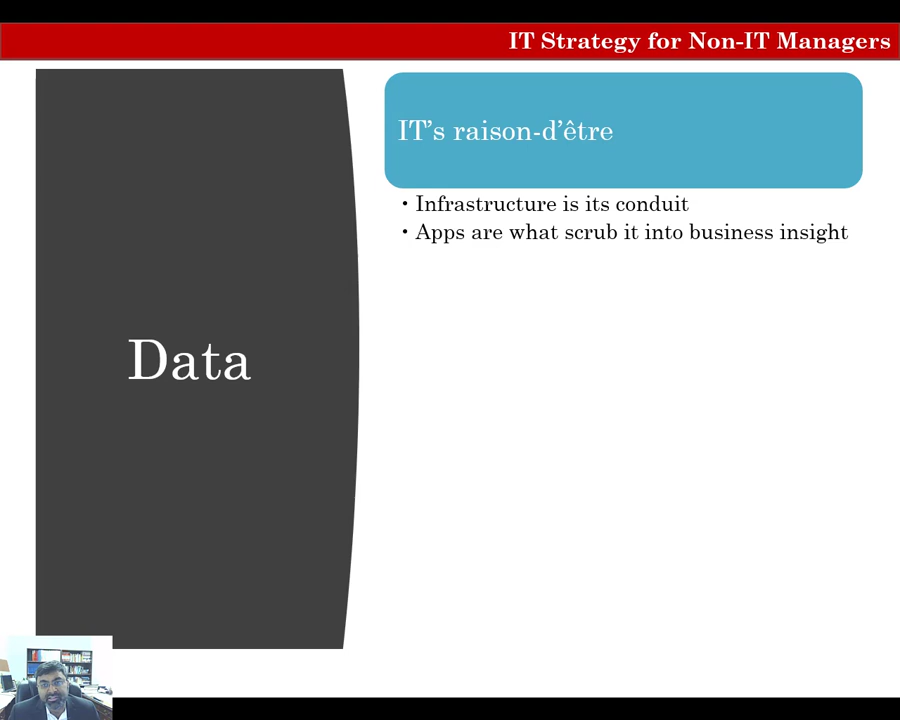 IT Strategy for Non-IT Managers
Data
IT’s raison-d’être
• Infrastructure is its conduit
• Apps are what scrub it into business insight